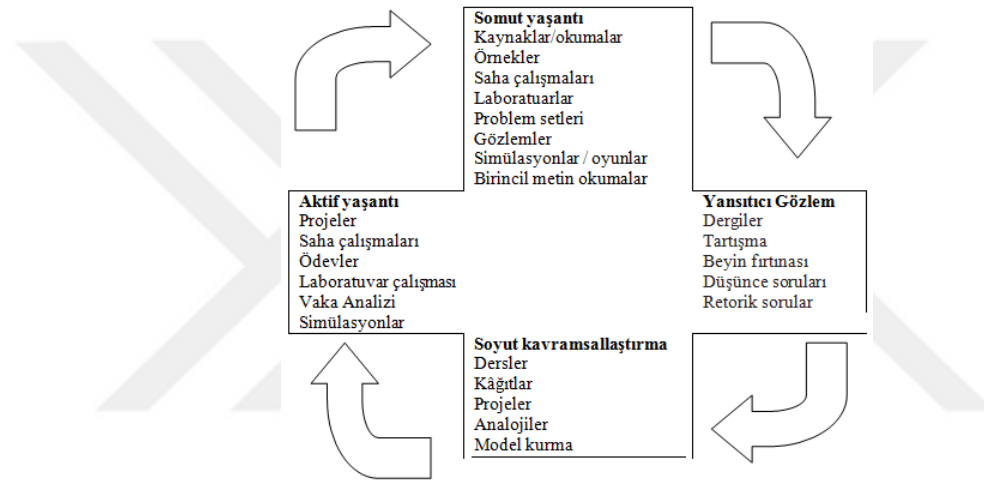 Somut yaşantı
Kaynaklar/okumalar
Örnekler
Saha çalışmaları
Laboratuarlar
Problem setleri
Gözlemler
Simülasyonlar / oyunlar
Birincil metin okumalar
Aktif yaşantı
Projeler
Saha çalışmaları
Ödevler
Laboratuvar çalışması
Vaka Analizi
Simülasyonlar
Yansıtıcı Gözlem
Dergiler
Tartışma
Beyin fırtınası
Düşünce soruları
Retorik sorular
Soyut kavramsallaştırma
Dersler
Kâğıtlar
Projeler
Analojiler
Model kurma